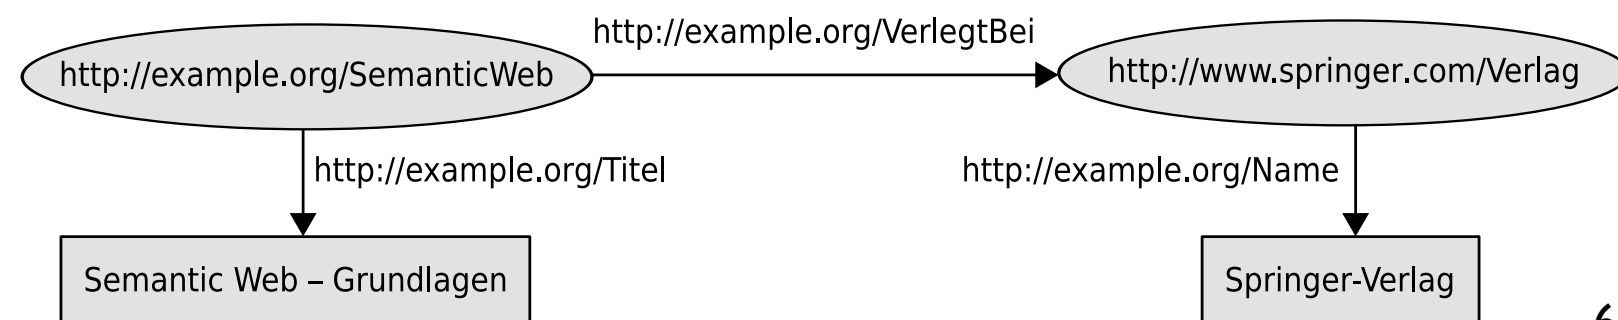 http://example.org/VerlegtBei
http://example.org/SemanticWeb
http://www.springer.com/Verlag
http://example.org/Titel
http://example.org/Name
Semantic Web – Grundlagen
Springer-Verlag